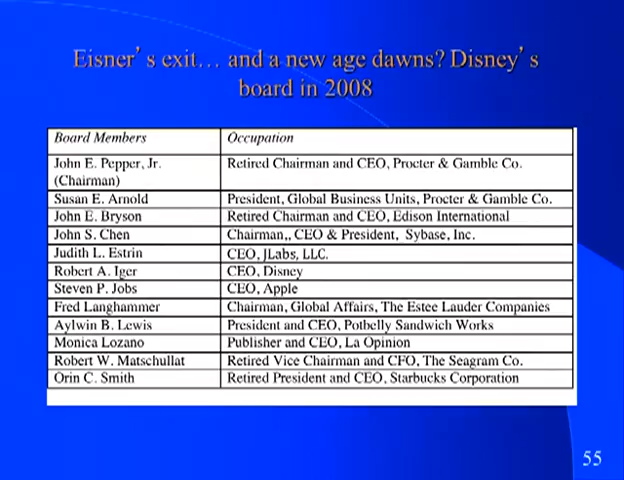 Eisner’s exit… and a new age dawns? Disney’s
board in 2008
Board Members Occupation
John E. Pepper, Jr. Retired Chairman and CEO, Procter & Gamble Co.
(Chairman)
Susan E. Arnold President, Global Business Units, Procter & Gamble Co.
John E. Bryson Retired Chairman and CEO, Edison International
John S. Chen Chairman,, CEO & President, Sybase, Inc.
Judith L. Estrin CEO, JLabs, LLC.
Robert A. Iger CEO, Disney
Steven P. Jobs CEO, Apple
Fred Langhammer Chairman, Global Affairs, The Estee Lauder Companies
Aylwin B. Lewis President and CEO, Potbelly Sandwich Works
Monica Lozano Publisher and CEO, La Opinion
Robert W. Matschullat Retired Vice Chairman and CFO, The Seagram Co.
Orin C. Smith Retired President and CEO, Starbucks Corporation
55